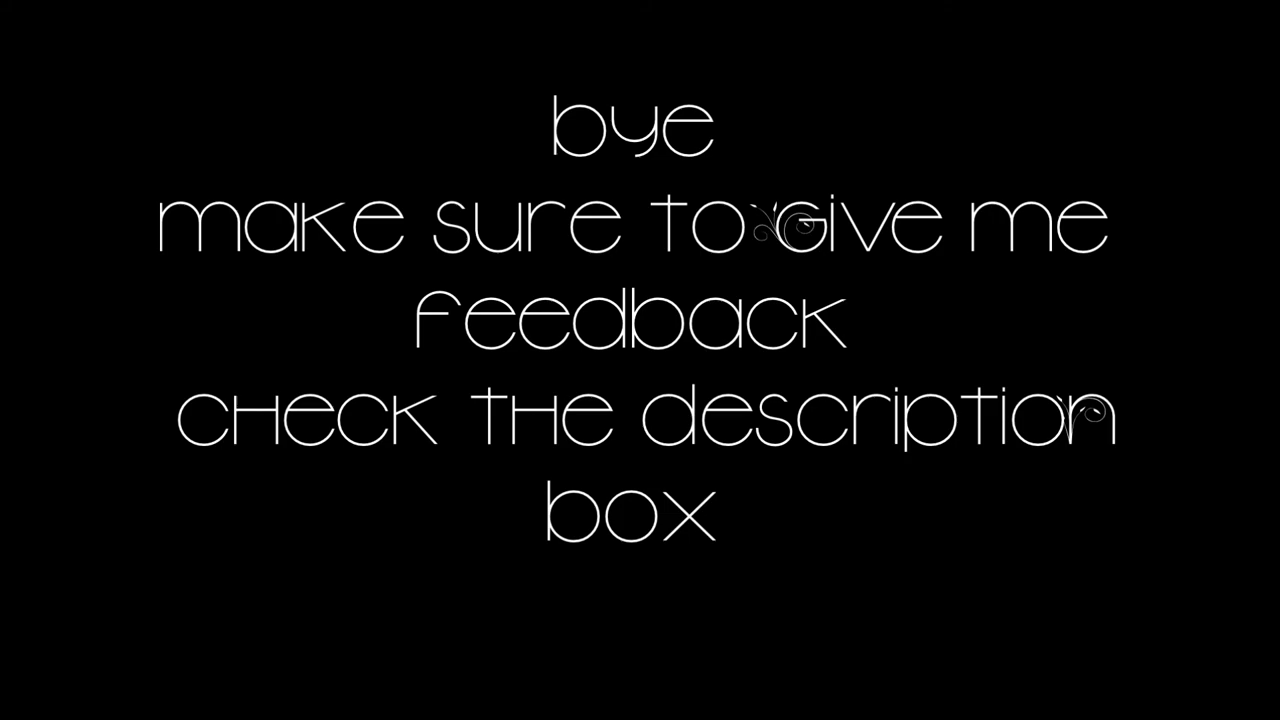 bye
make sure to Give me
feedback
cHeck tHe description
box